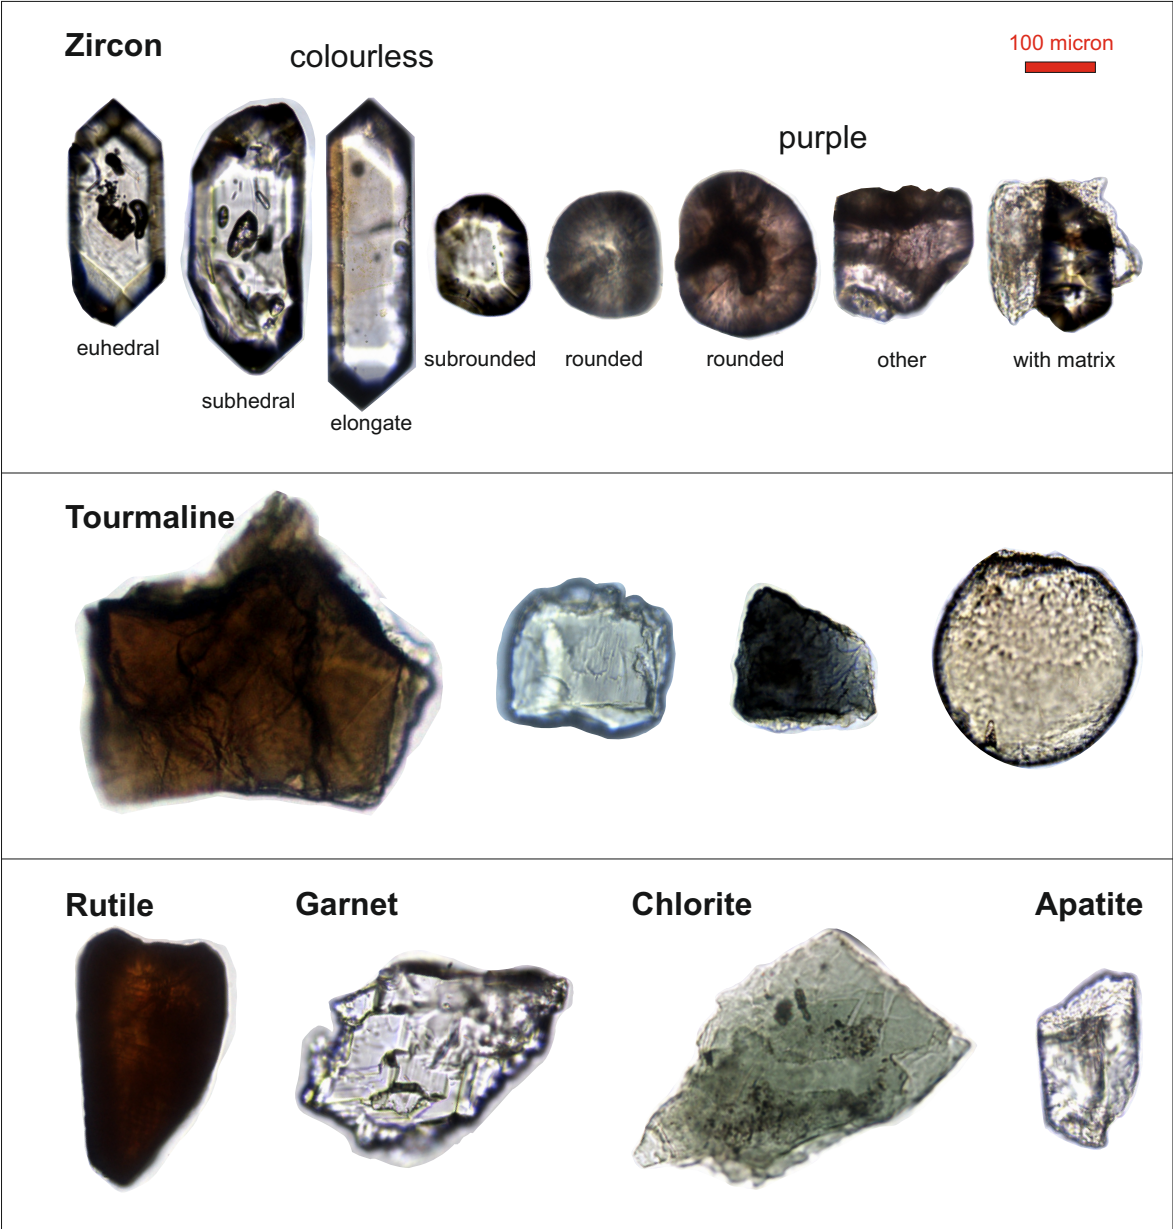 Zircon
colourless
100 micron
purple
euhedral
subhedral
elongate
subrounded
rounded
rounded
other
with matrix
Tourmaline
Rutile
Garnet
Chlorite
Apatite